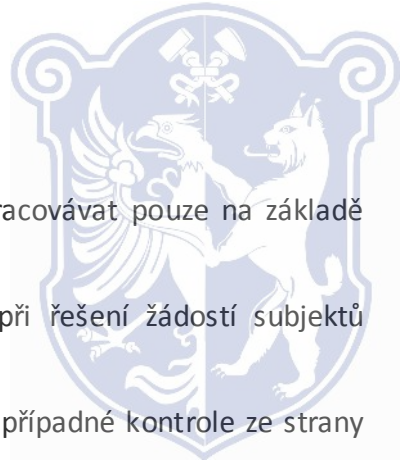 racovávat pouze na základě
při řešení žádostí subjektů
případné kontrole ze strany